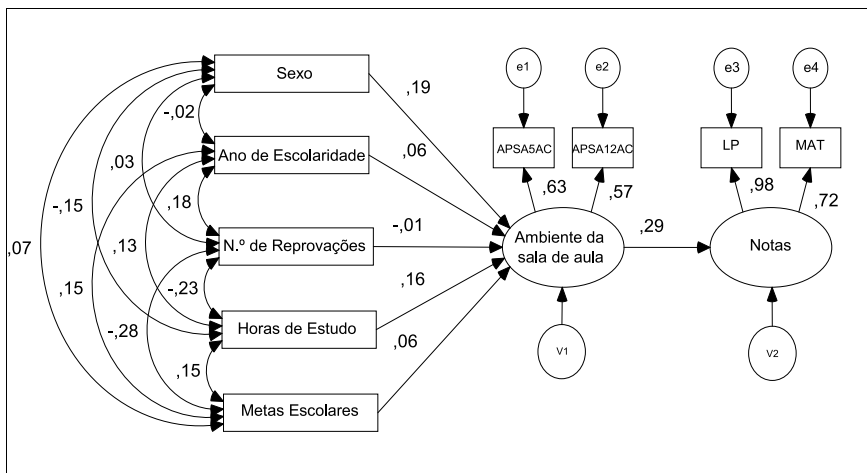 Sexo
Ano de Escolaridade
N.º de Reprovações
Horas de Estudo
Metas Escolares
-,02
,03
,18
-,15
,07
,13
,15
-,23
-,28
,15
,19
,06
-,01
,16
,06
e1
e2
APSA5AC
APSA12AC
,63
,57
Ambiente da
sala de aula
V1
,29
e3
e4
LP
MAT
,98
,72
Notas
V2